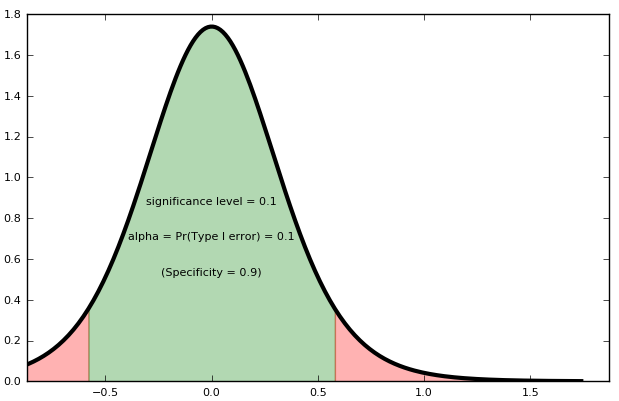 1.8
1.6
1.4
1.2
1.0
0.8
0.6
0.4
0.2
0.0
significance level = 0.1
alpha = Pr(Type I error) = 0.1
(Specificity = 0.9)
−0.5 0.0 0.5 1.0 1.5